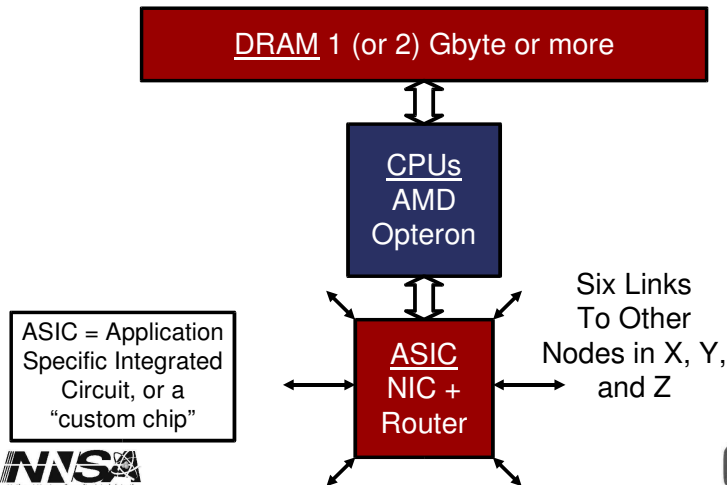 DRAM 1 (or 2) Gbyte or more
CPUs
AMD
Opteron
Six Links
To Other
Nodes in X, Y,
and Z
ASIC = Application
Specific Integrated
Circuit, or a
“custom chip”
ASIC
NIC +
Router
NNSA